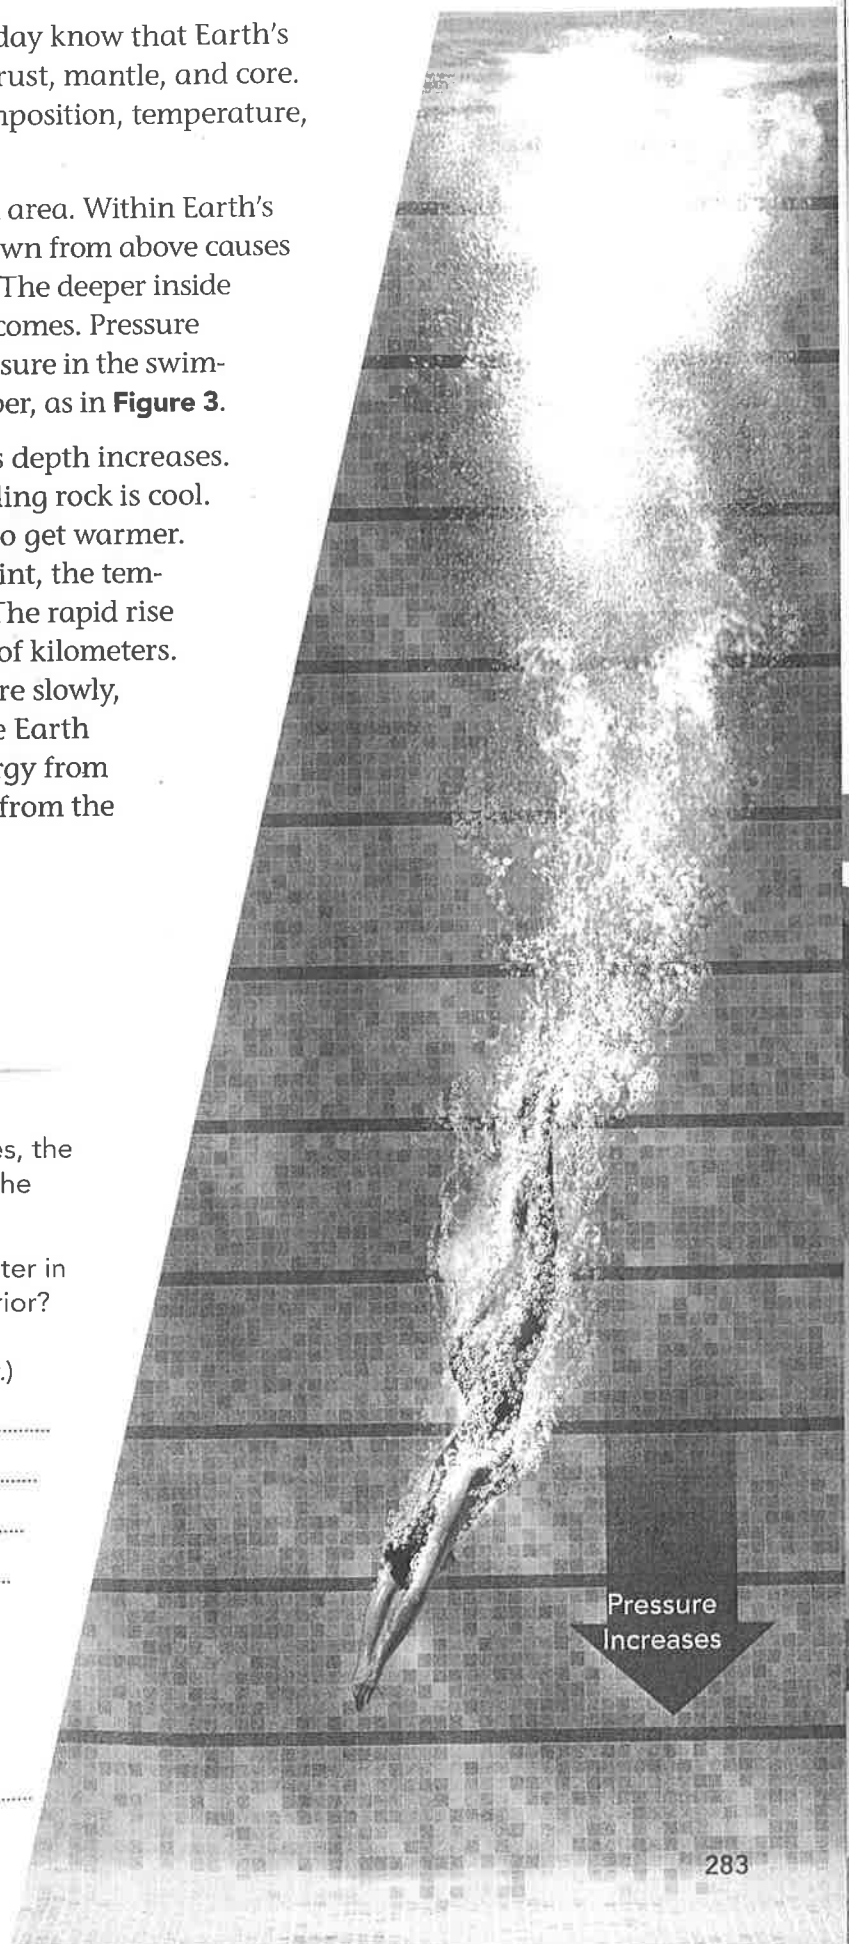 day know that Earth's
rust, mantle, and core.
nposition, temperature,
area. Within Earth's
wn from above causes
The deeper inside
comes. Pressure
sure in the swim-
per, as in Figure 3.
s depth increases.
ling rock is cool.
o get warmer.
int, the tem-
The rapid rise
of kilometers.
re slowly,
e Earth
rgy from
from the
es, the
he
ter in
rior?
.)
Pressure
Increases
283